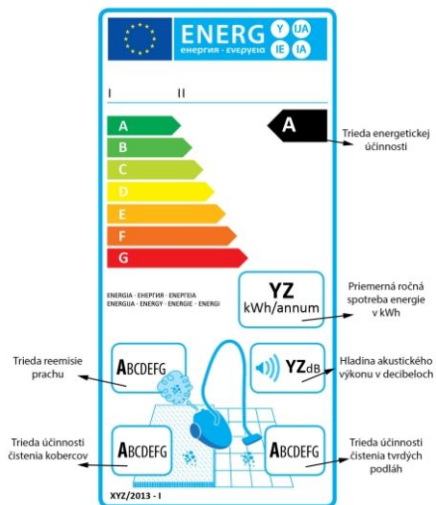 ENERG
енергия · ενεργεια
Y IJA
IE IA
I II
A
A
B
C
D
E
F
G
Trieda energetickej
účinnosti
ENERGIA · ЕНЕРГИЯ · ΕΝΕΡΓΕΙΑ
ENERGIJA · ENERGY · ENERGIE · ENERGI
YZ
kWh/annum
Priemerná ročná
spotreba energie
v kWh
Trieda reemisie
prachu
ABCDEFG
YZdB
Hladina akustického
výkonu v decibeloch
Trieda účinnosti
čistenia kobercov
ABCDEFG
ABCDEFG
Trieda účinnosti
čistenia tvrdých
podláh
XYZ/2013 - I